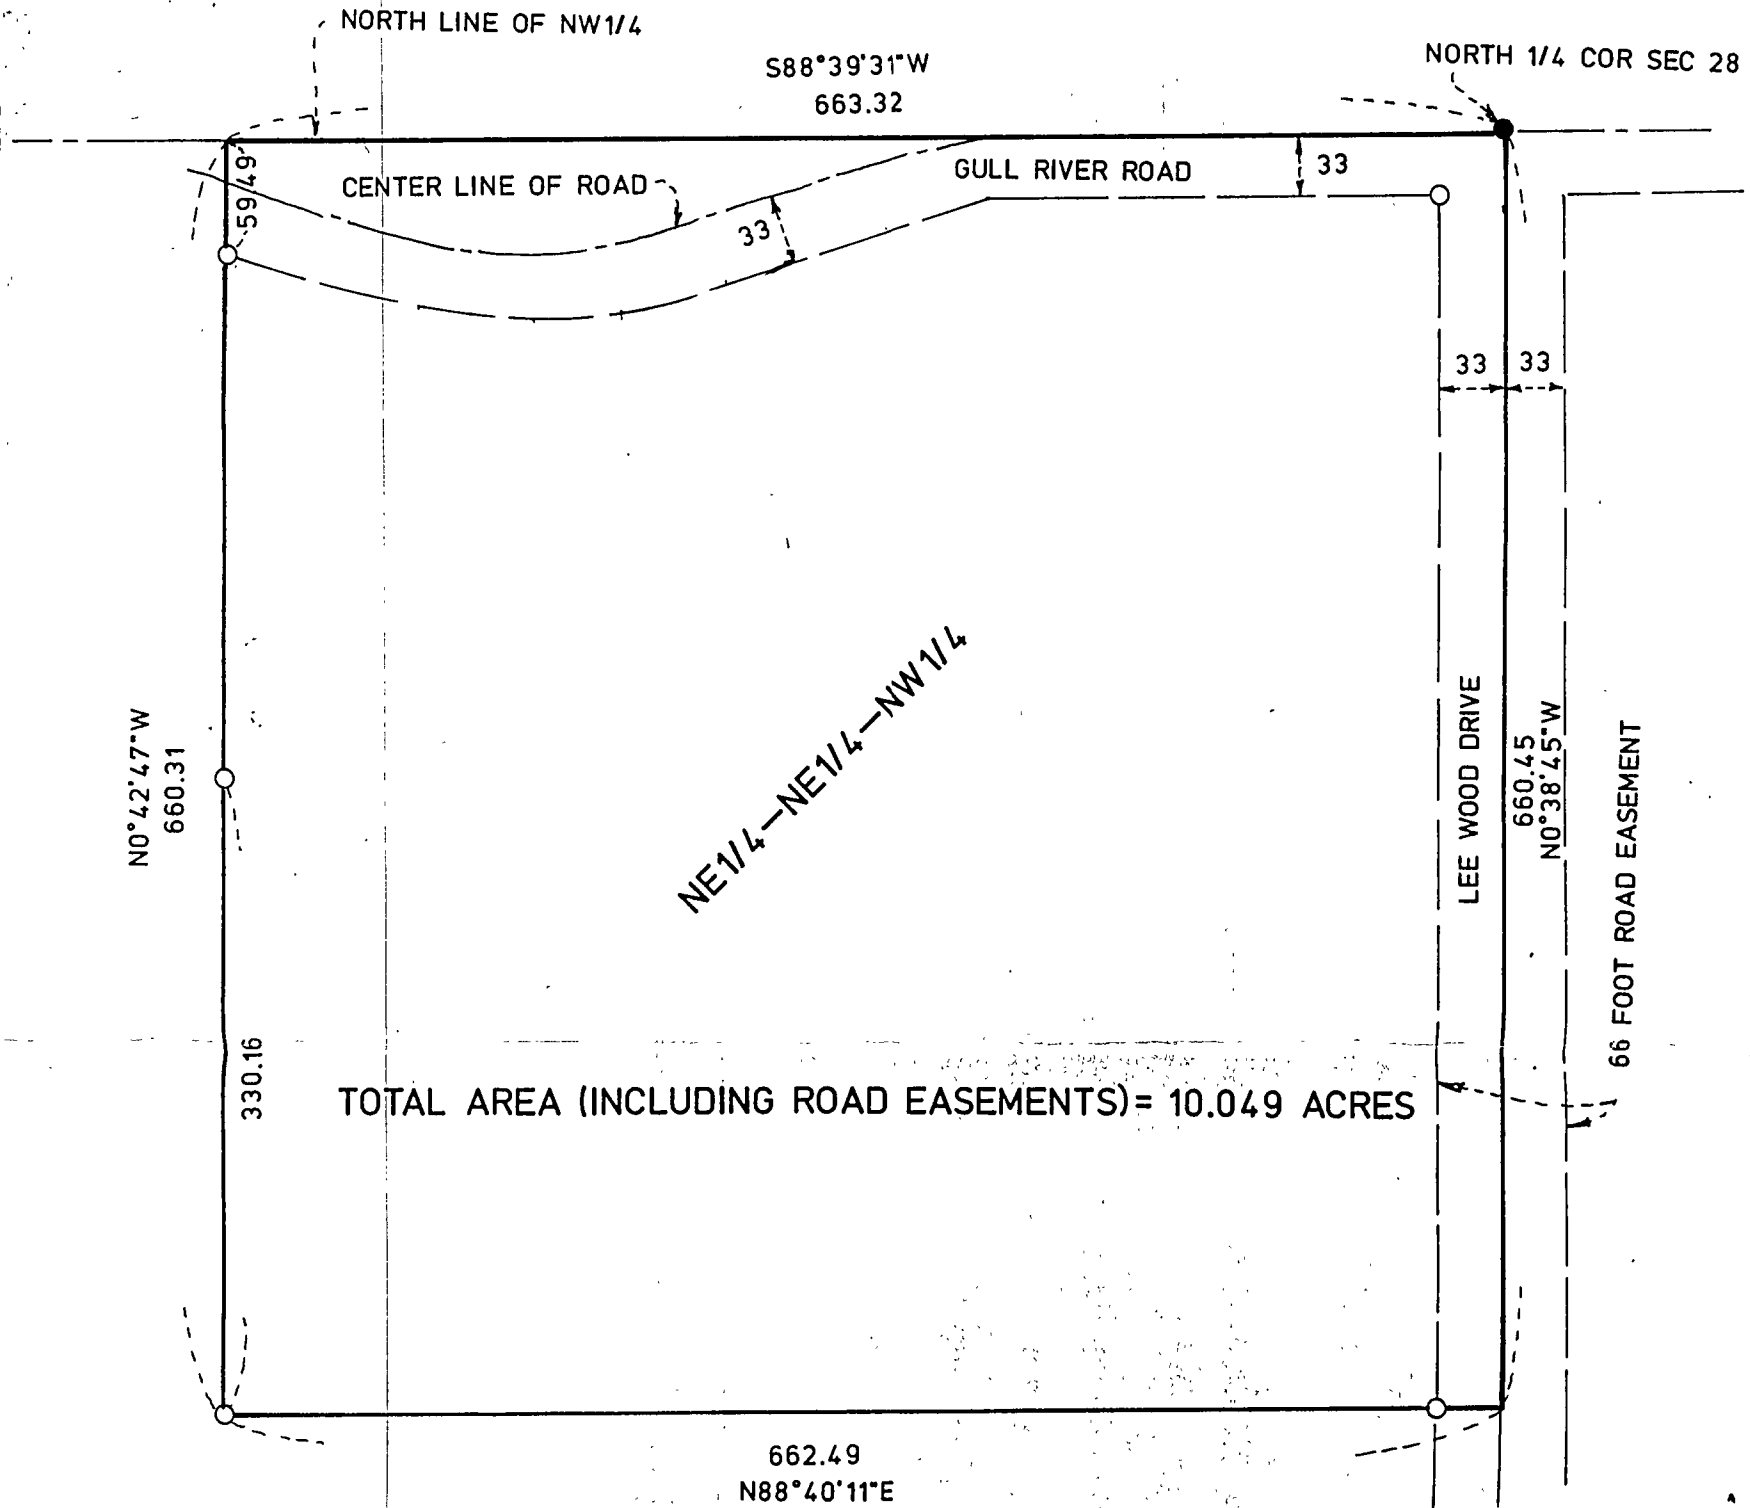 NORTH LINE OF NW1/4
S88°39'31"W
663.32
NORTH 1/4 COR SEC 28
59.49
CENTER LINE OF ROAD
GULL RIVER ROAD
33
33
33
33
NE1/4—NE1/4—NW1/4
N0°42'47"W
660.31
LEE WOOD DRIVE
660.45
N0°38'45"W
66 FOOT ROAD EASEMENT
330.16
TOTAL AREA (INCLUDING ROAD EASEMENTS)= 10.049 ACRES
662.49
N88°40'11"E